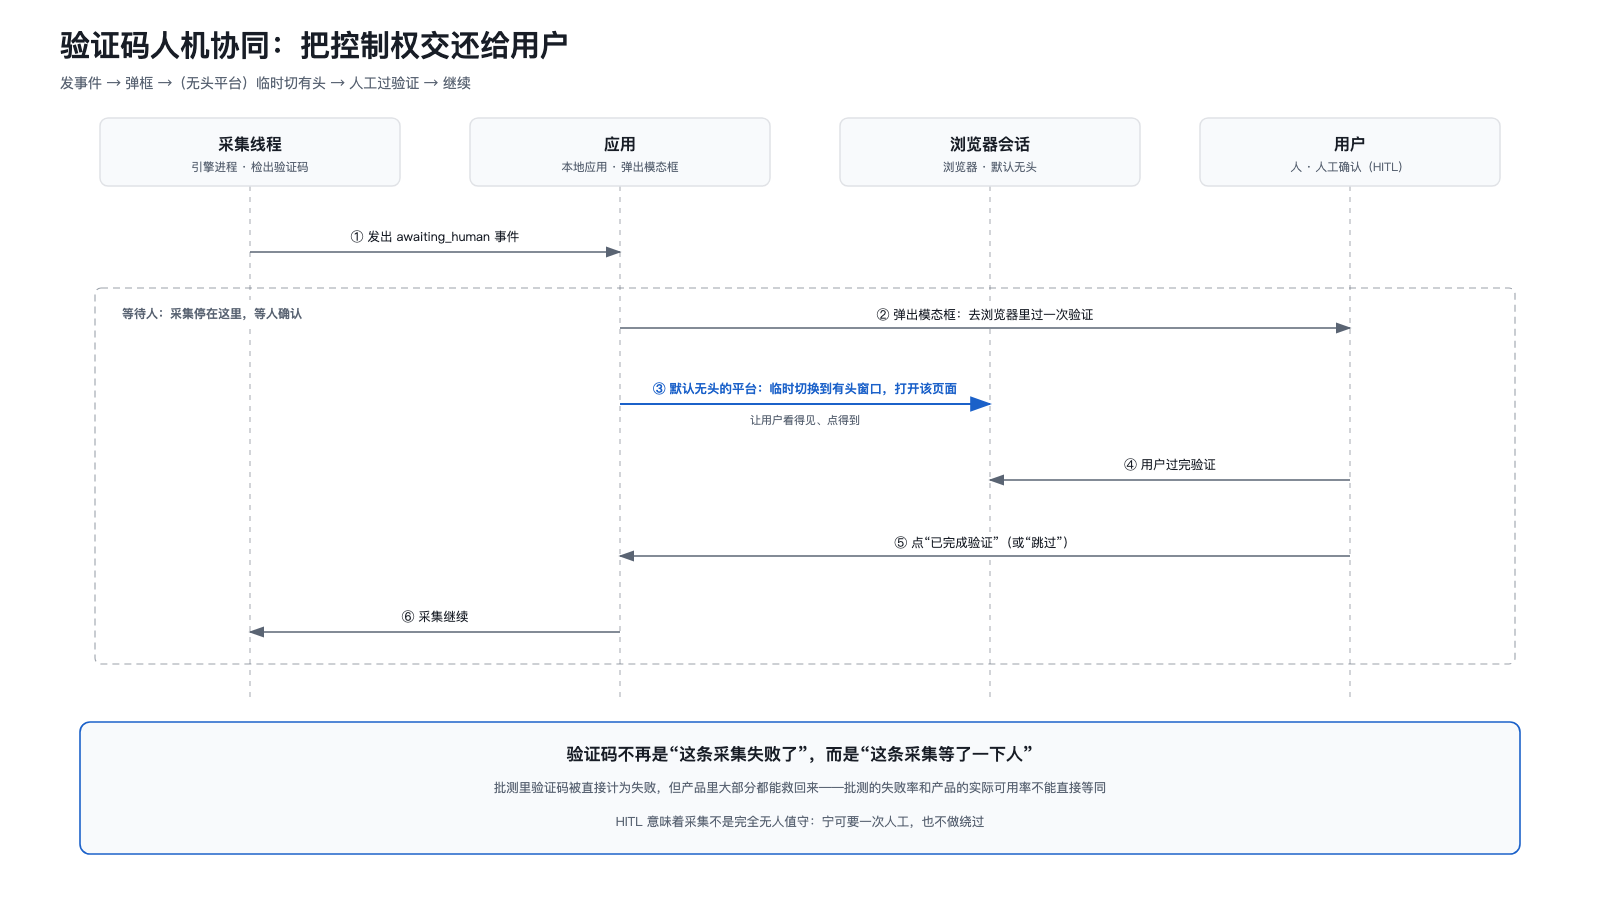 验证码人机协同：把控制权交还给用户
发事件 → 弹框 → （无头平台）临时切有头 → 人工过验证 → 继续
采集线程
引擎进程 · 检出验证码
应用
本地应用 · 弹出模态框
浏览器会话
浏览器 · 默认无头
用户
人 · 人工确认（HITL）
① 发出 awaiting_human 事件
等待人：采集停在这里，等人确认
② 弹出模态框：去浏览器里过一次验证
③ 默认无头的平台：临时切换到有头窗口，打开该页面
让用户看得见、点得到
④ 用户过完验证
⑤ 点“已完成验证”（或“跳过”）
⑥ 采集继续
验证码不再是“这条采集失败了”，而是“这条采集等了一下人”
批测里验证码被直接计为失败，但产品里大部分都能救回来——批测的失败率和产品的实际可用率不能直接等同
HITL 意味着采集不是完全无人值守：宁可要一次人工，也不做绕过